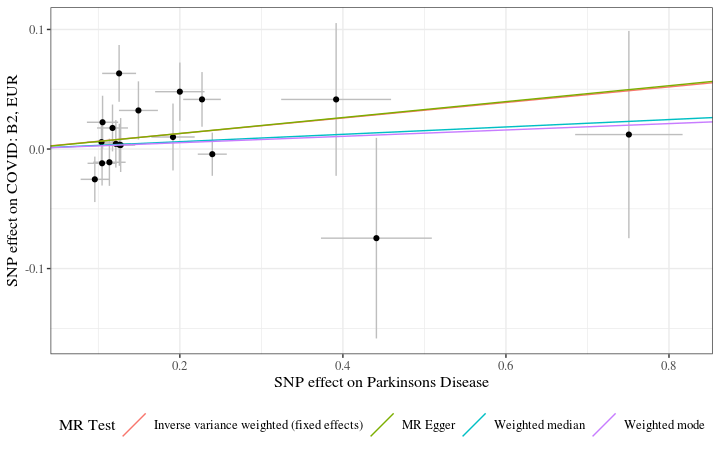 0.1
0.0
-0.1
SNP effect on COVID: B2, EUR
0.2 0.4 0.6 0.8
SNP effect on Parkinsons Disease
MR Test Inverse variance weighted (fixed effects) MR Egger Weighted median Weighted mode